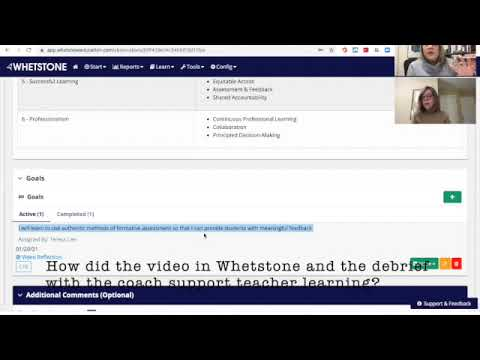 app.whetstoneeducation.com/
WHETSTONE
Start
Reports
Learn
Tools
Config
5 - Successful Learning
Equitable Access
Assessment & Feedback
Shared Accountability
6 - Professionalism
Continuous Professional Learning
Collaboration
Principled Decision Making
Goals
Goals
Active (1)
Completed (1)
I will learn to use authentic methods of formative assessment so that I can provide students with meaningful feedback
Assigned By: Teresa
01/20/21
Video Reflection
How did the video in Whetstone and the debrief
with the coach support teacher learning?
Additional Comments (Optional)
Support & Feedback